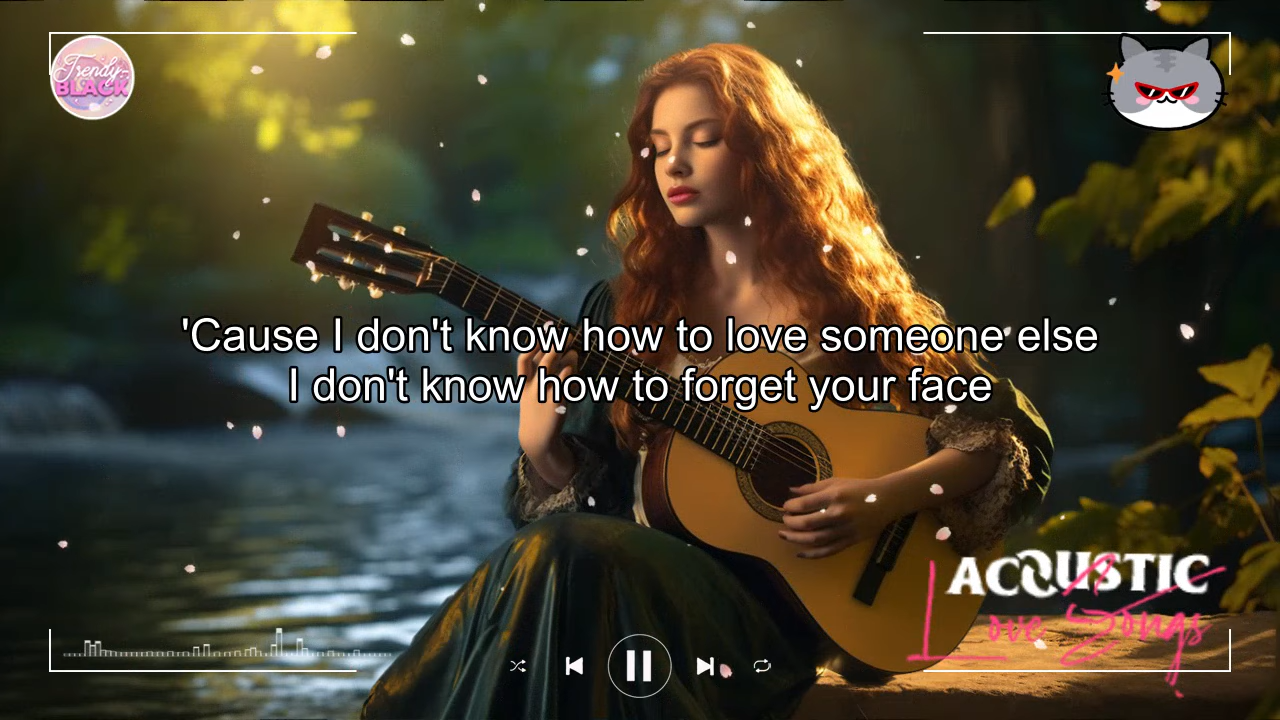 Trendy
BLACK
'Cause I don't know how to love someone else
I don't know how to forget your face
ACOUSTIC
Love Songs